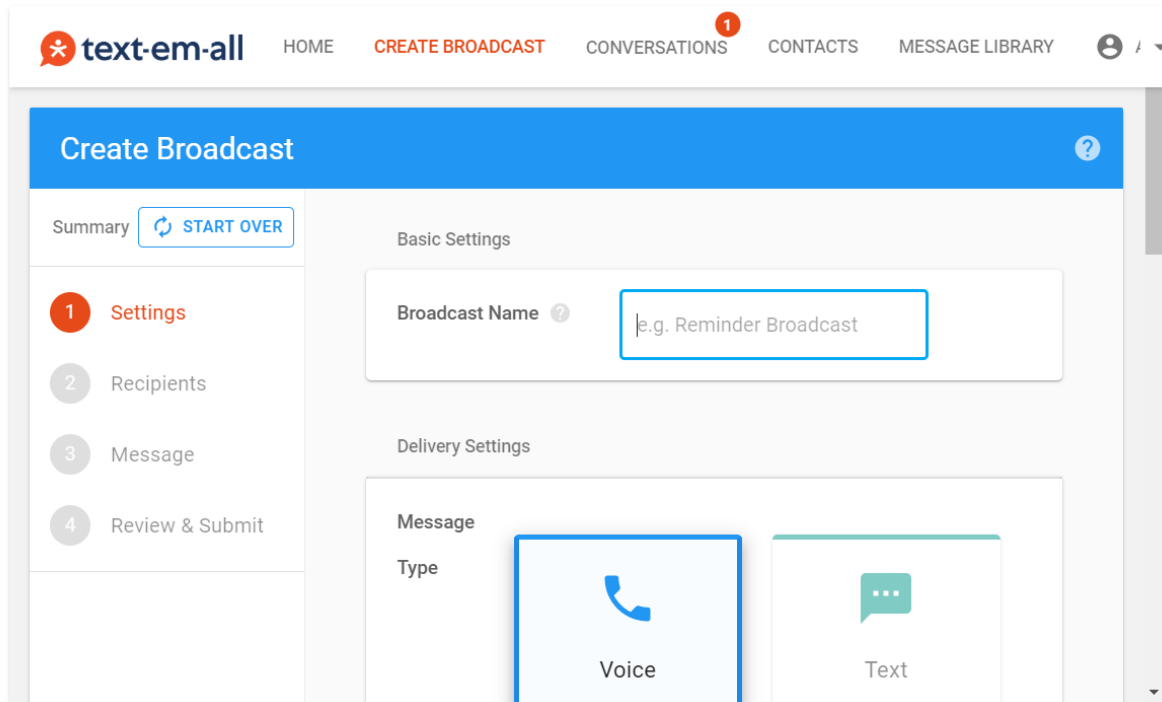 text-em-all HOME CREATE BROADCAST CONVERSATIONS 1 CONTACTS MESSAGE LIBRARY
Create Broadcast ?
Summary START OVER
1 Settings
2 Recipients
3 Message
4 Review & Submit
Basic Settings
Broadcast Name ? e.g. Reminder Broadcast
Delivery Settings
Message
Type
Voice Text